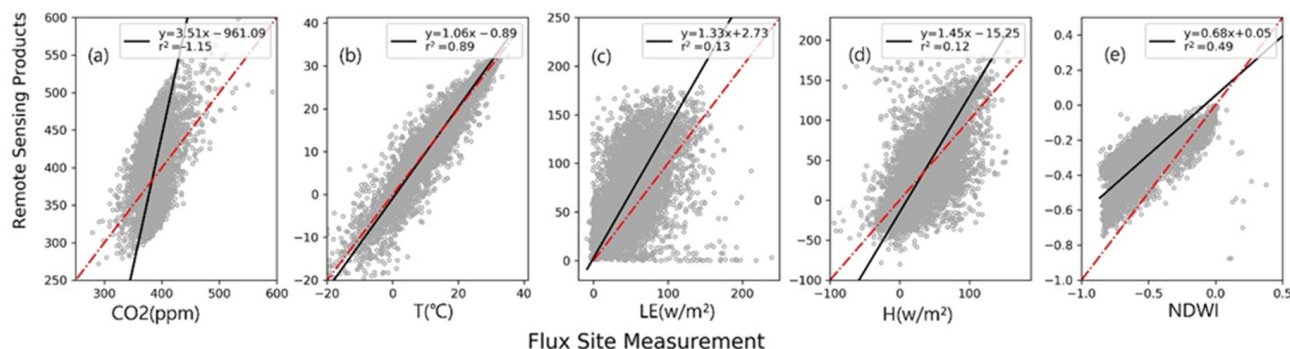 Remote Sensing Products
600
550
500
450
400
350
300
250
(a)
y=3.51x − 961.09
r²=−1.15
300
400
500
600
CO2(ppm)
40
30
20
10
0
−10
−20
(b)
y=1.06x − 0.89
r²=0.89
−20
0
20
40
T(°C)
250
200
150
100
50
0
(c)
y=1.33x+2.73
r²=0.13
0
100
200
LE(w/m²)
200
150
100
50
0
−50
−100
(d)
y=1.45x − 15.25
r²=0.12
−100
0
100
H(w/m²)
0.4
0.2
0.0
−0.2
−0.4
−0.6
−0.8
−1.0
(e)
y=0.68x+0.05
r²=0.49
−1.0
−0.5
0.0
0.5
NDWI
Flux Site Measurement